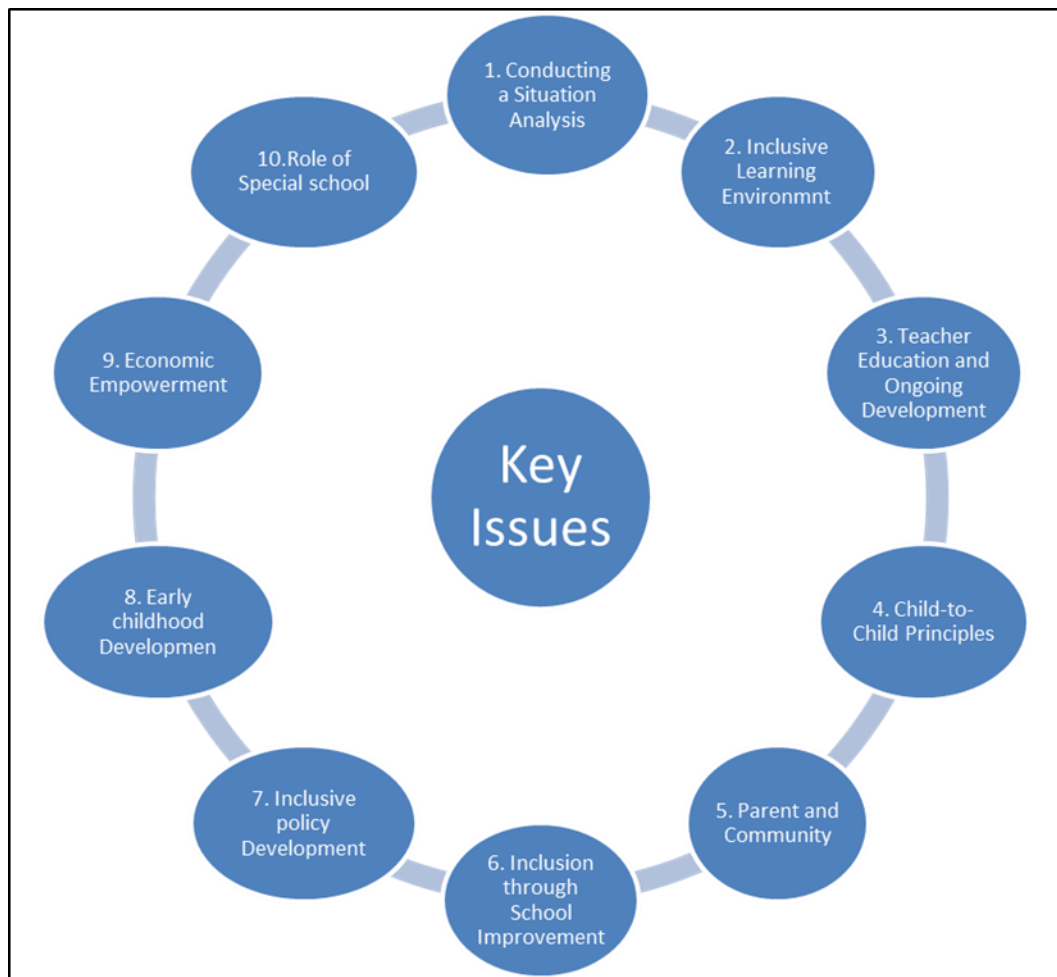 1. Conducting
a Situation
Analysis
2. Inclusive
Learning
Environmnt
3. Teacher
Education and
Ongoing
Development
4. Child-to-
Child Principles
5. Parent and
Community
6. Inclusion
through
School
Improvement
7. Inclusive
policy
Development
8. Early
childhood
Developmen
9. Economic
Empowerment
10.Role of
Special school
Key
Issues